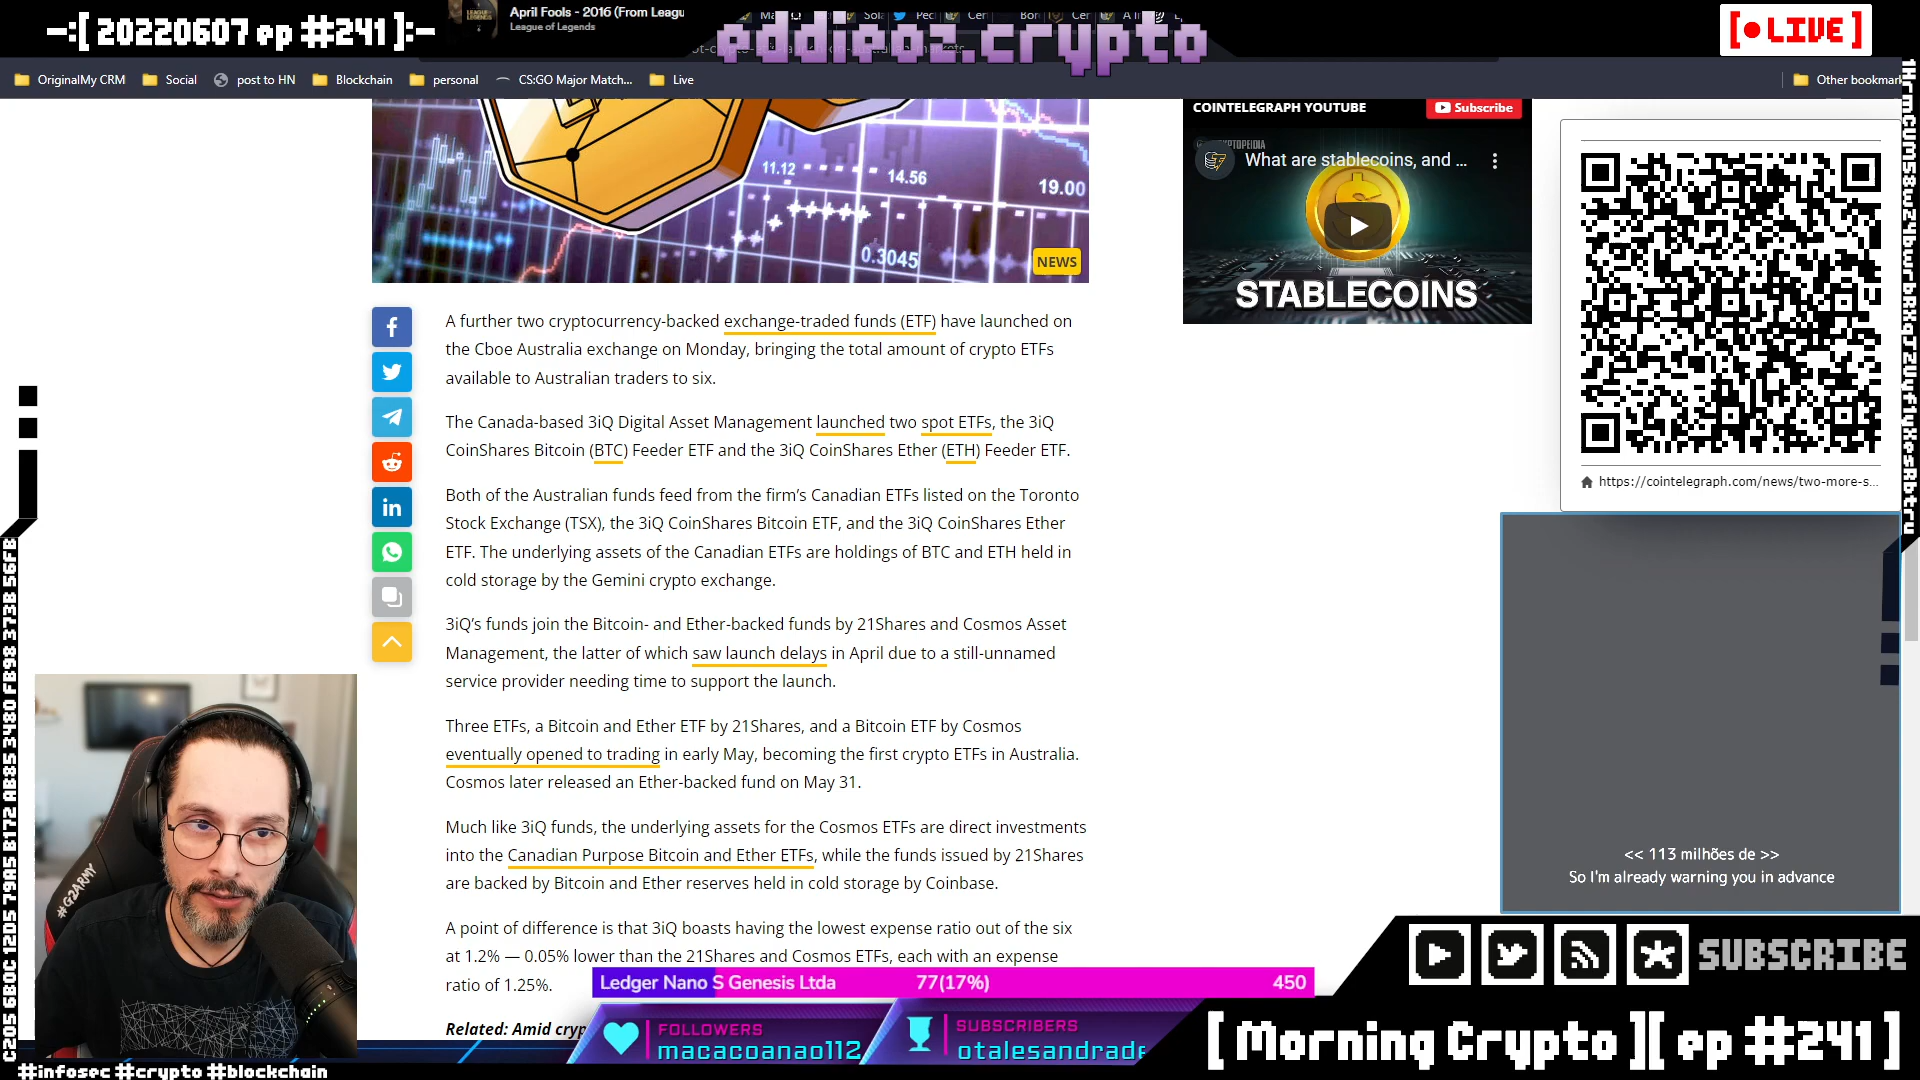 -:[ 20220607 ep #241 ]:-
April Fools - 2016 (From Leagu
League of Legends
eddieoz.crypto
[● LIVE ]
OriginalMy CRM
Social
post to HN
Blockchain
personal
CS:GO Major Match...
Live
Other bookmark
11.12
14.56
19.00
0.3045
NEWS
COINTELEGRAPH YOUTUBE
Subscribe
What are stablecoins, and ...
STABLECOINS
https://cointelegraph.com/news/two-more-s...
A further two cryptocurrency-backed exchange-traded funds (ETF) have launched on
the Cboe Australia exchange on Monday, bringing the total amount of crypto ETFs
available to Australian traders to six.
The Canada-based 3iQ Digital Asset Management launched two spot ETFs, the 3iQ
CoinShares Bitcoin (BTC) Feeder ETF and the 3iQ CoinShares Ether (ETH) Feeder ETF.
Both of the Australian funds feed from the firm's Canadian ETFs listed on the Toronto
Stock Exchange (TSX), the 3iQ CoinShares Bitcoin ETF, and the 3iQ CoinShares Ether
ETF. The underlying assets of the Canadian ETFs are holdings of BTC and ETH held in
cold storage by the Gemini crypto exchange.
3iQ's funds join the Bitcoin- and Ether-backed funds by 21Shares and Cosmos Asset
Management, the latter of which saw launch delays in April due to a still-unnamed
service provider needing time to support the launch.
Three ETFs, a Bitcoin and Ether ETF by 21Shares, and a Bitcoin ETF by Cosmos
eventually opened to trading in early May, becoming the first crypto ETFs in Australia.
Cosmos later released an Ether-backed fund on May 31.
Much like 3iQ funds, the underlying assets for the Cosmos ETFs are direct investments
into the Canadian Purpose Bitcoin and Ether ETFs, while the funds issued by 21Shares
are backed by Bitcoin and Ether reserves held in cold storage by Coinbase.
A point of difference is that 3iQ boasts having the lowest expense ratio out of the six
at 1.2% — 0.05% lower than the 21Shares and Cosmos ETFs, each with an expense
ratio of 1.25%.
Related: Amid cryp
<< 113 milhões de >>
So I'm already warning you in advance
#G2ARMY
Ledger Nano S Genesis Ltda 77(17%) 450
FOLLOWERS
macacoanao112
SUBSCRIBERS
otalesandrade
SUBSCRIBE
[ Morning Crypto ][ ep #241 ]
C205 6B0C 12D5 79A5 B172 AB85 3480 FB98 373B 56FB
#infosec #crypto #blockchain